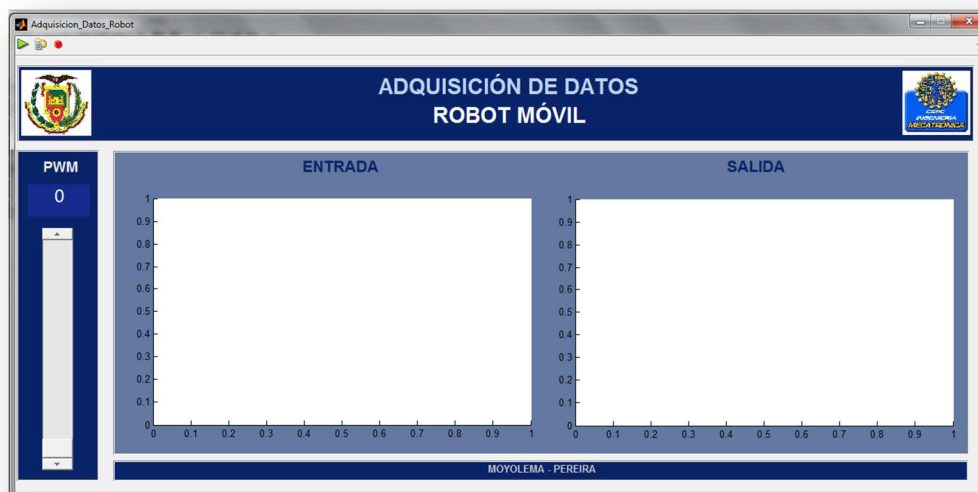 Adquisicion_Datos_Robot
ADQUISICIÓN DE DATOS
ROBOT MÓVIL
INGENIERÍA
MECATRÓNICA
PWM
0
ENTRADA
1
0.9
0.8
0.7
0.6
0.5
0.4
0.3
0.2
0.1
0
0 0.1 0.2 0.3 0.4 0.5 0.6 0.7 0.8 0.9 1
SALIDA
1
0.9
0.8
0.7
0.6
0.5
0.4
0.3
0.2
0.1
0
0 0.1 0.2 0.3 0.4 0.5 0.6 0.7 0.8 0.9 1
MOYOLEMA - PEREIRA